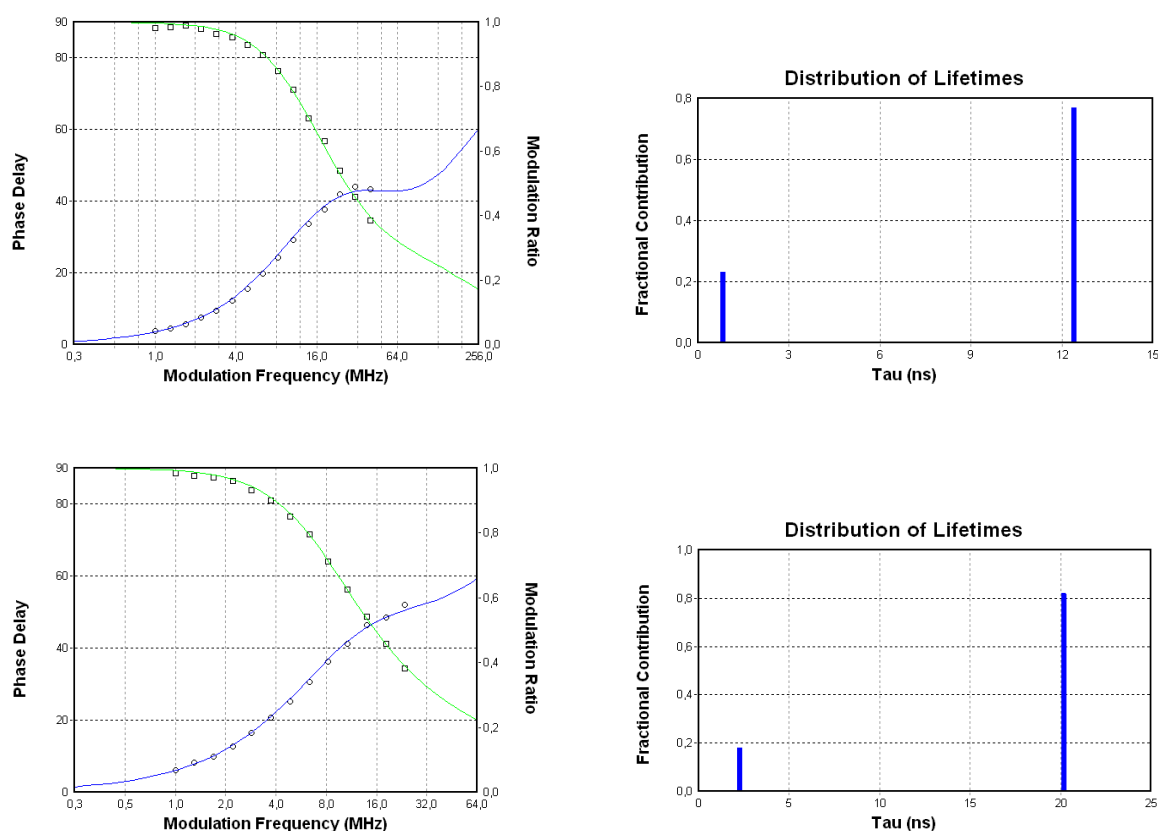 90
80
60
40
20
0
Phase Delay
1,0
0,8
0,6
0,4
0,2
0,0
Modulation Ratio
0,3 1,0 4,0 16,0 64,0 256,0
Modulation Frequency (MHz)
Distribution of Lifetimes
0,8
0,6
0,4
0,2
0,0
Fractional Contribution
0 3 6 9 12 15
Tau (ns)
90
80
60
40
20
0
Phase Delay
1,0
0,8
0,6
0,4
0,2
0,0
Modulation Ratio
0,3 0,5 1,0 2,0 4,0 8,0 16,0 32,0 64,0
Modulation Frequency (MHz)
Distribution of Lifetimes
1,0
0,8
0,6
0,4
0,2
0,0
Fractional Contribution
0 5 10 15 20 25
Tau (ns)